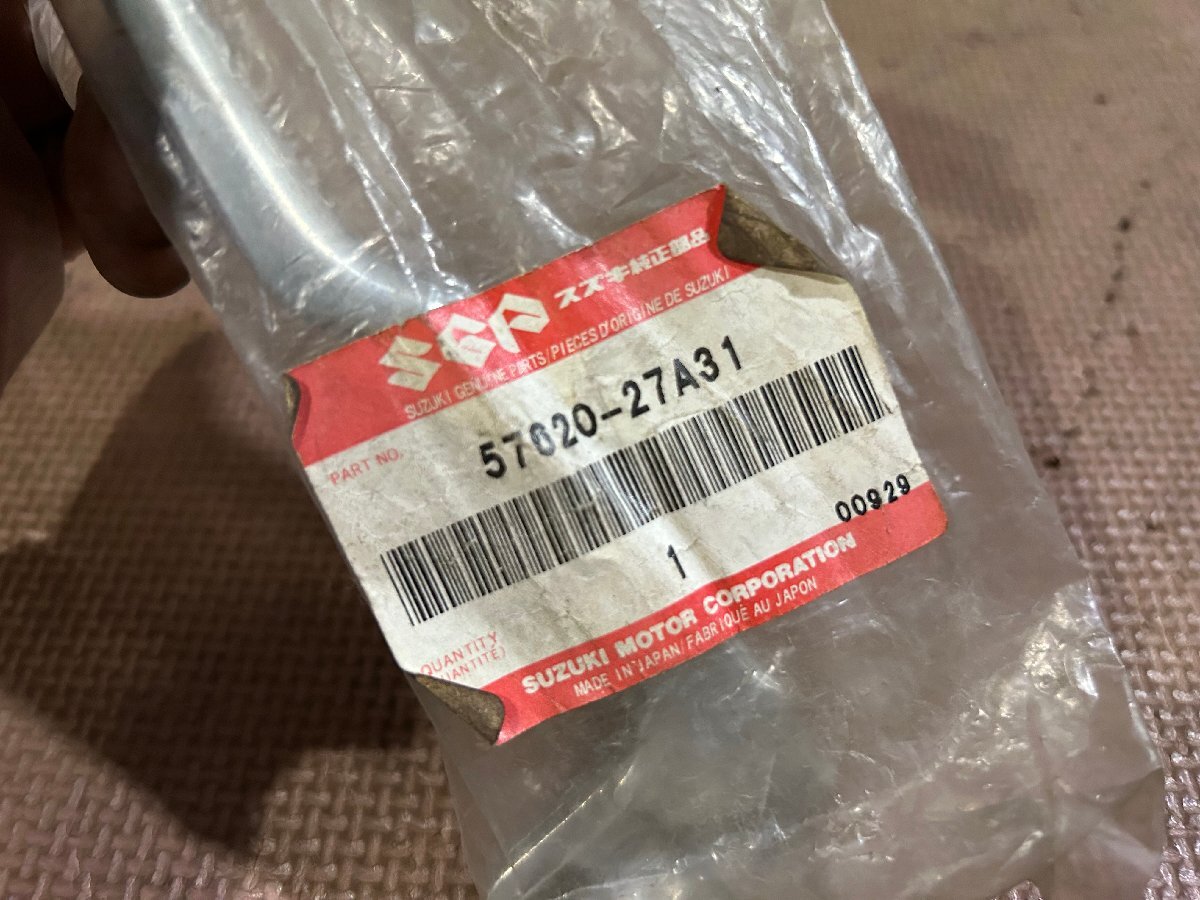 SGP スズキ純正部品
SUZUKI GENUINE PARTS/PIECES D'ORIGINE DE SUZUKI
PART NO.
57620-27A31
1
00929
QUANTITY
SUZUKI MOTOR CORPORATION
MADE IN JAPAN/FABRIQUÉ AU JAPON